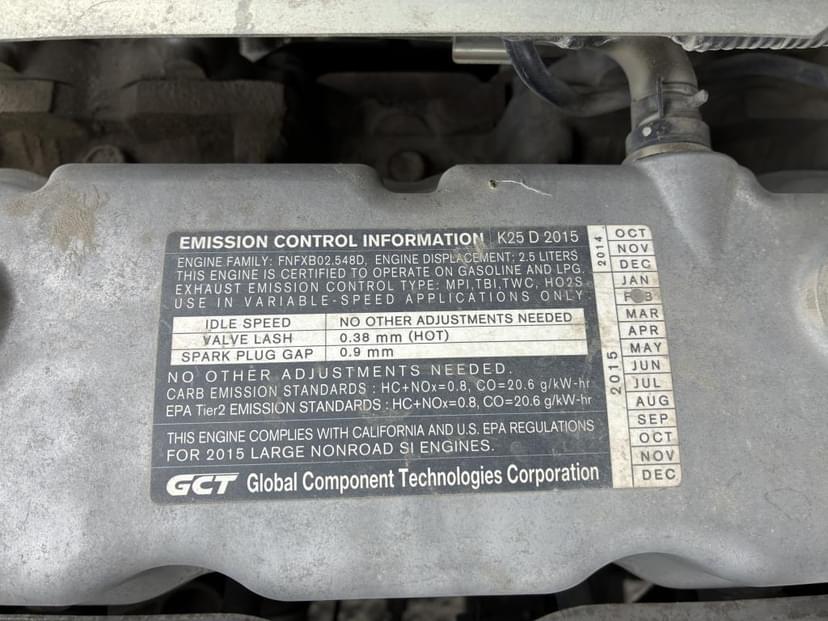 EMISSION CONTROL INFORMATION K25 D 2015
ENGINE FAMILY: FNFXB02.548D, ENGINE DISPLACEMENT; 2.5 LITERS
THIS ENGINE IS CERTIFIED TO OPERATE ON GASOLINE AND LPG.
EXHAUST EMISSION CONTROL TYPE: MPI,TBI,TWC, HO2S
USE IN VARIABLE-SPEED APPLICATIONS ONLY.
IDLE SPEED NO OTHER ADJUSTMENTS NEEDED
VALVE LASH 0.38 mm (HOT)
SPARK PLUG GAP 0.9 mm
NO OTHER ADJUSTMENTS NEEDED.
CARB EMISSION STANDARDS : HC+NOx=0.8, CO=20.6 g/kW-hr
EPA Tier2 EMISSION STANDARDS : HC+NOx=0.8, CO=20.6 g/kW-hr
THIS ENGINE COMPLIES WITH CALIFORNIA AND U.S. EPA REGULATIONS
FOR 2015 LARGE NONROAD SI ENGINES.
GCT Global Component Technologies Corporation
2014
OCT
NOV
DEC
2015
JAN
FEB
MAR
APR
MAY
JUN
JUL
AUG
SEP
OCT
NOV
DEC